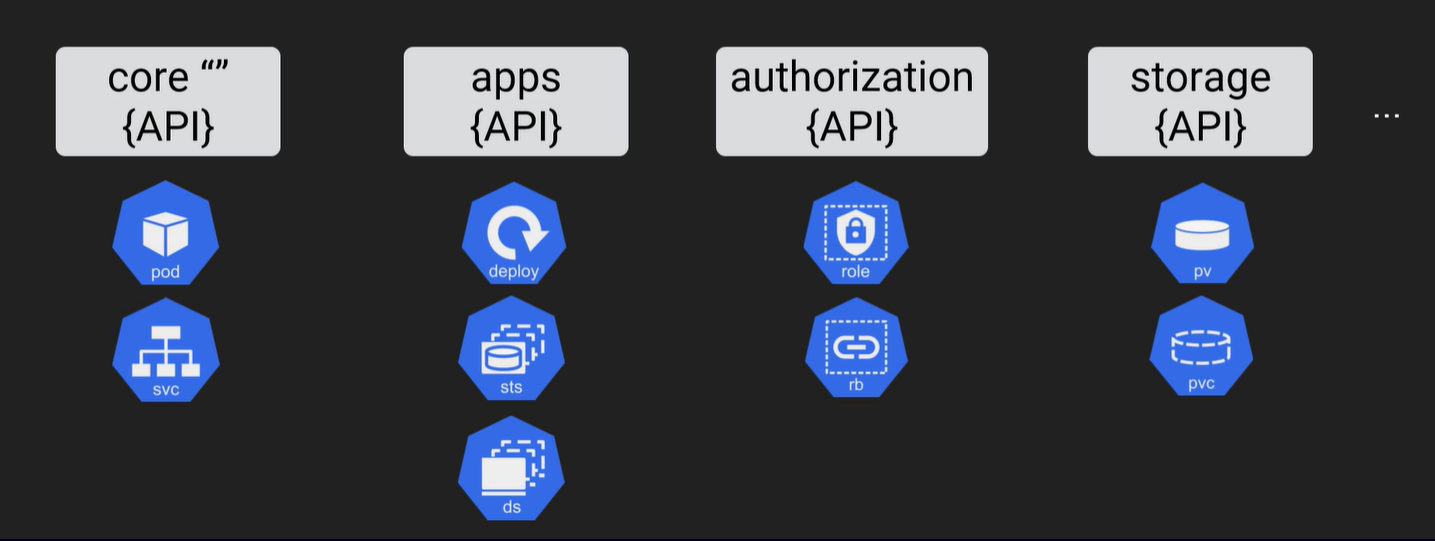 core “”
{API}
apps
{API}
authorization
{API}
storage
{API}
...
pod
deploy
role
pv
svc
sts
rb
pvc
ds